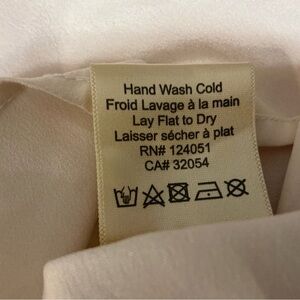 Hand Wash Cold
Froid Lavage à la main
Lay Flat to Dry
Laisser sécher à plat
RN# 124051
CA# 32054